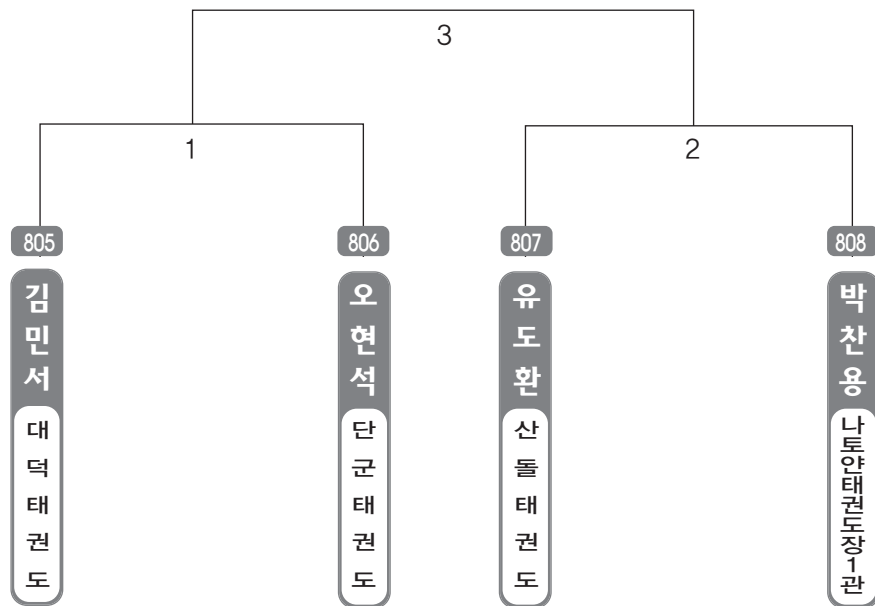 3
1
2
805
806
807
808
김민서
오현석
유도환
박찬용
대덕태권도
단군태권도
산돌태권도
나토얀태권도장1관